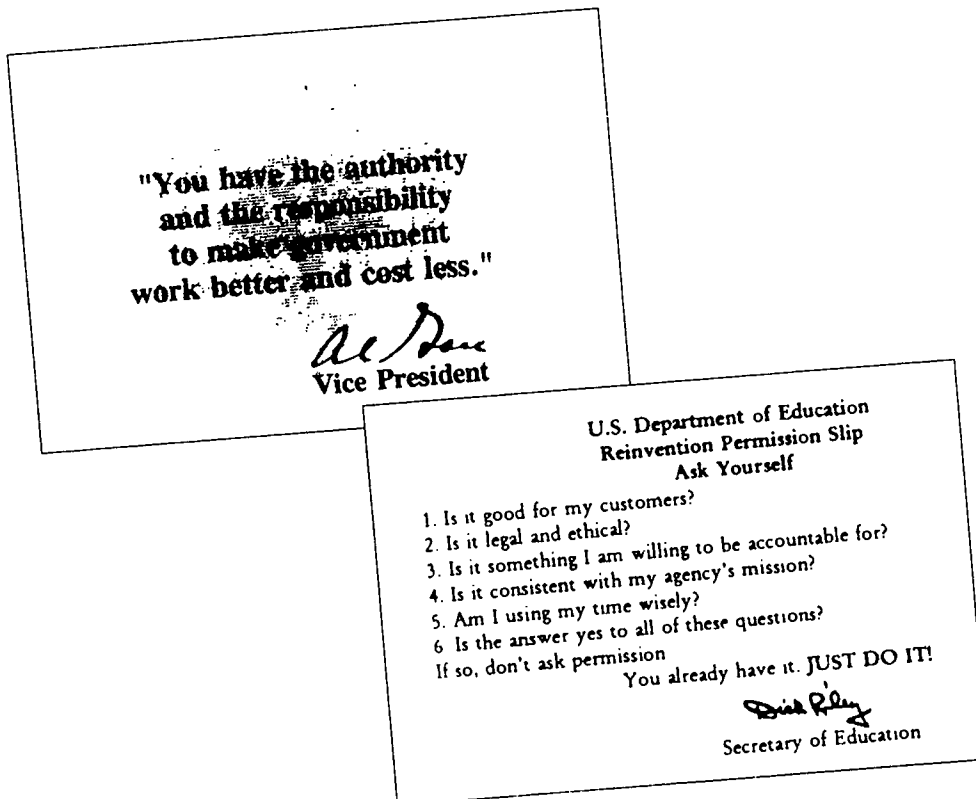 "You have the authority
and the responsibility
to make government
work better and cost less."
Al Gore
Vice President
U.S. Department of Education
Reinvention Permission Slip
Ask Yourself
1. Is it good for my customers?
2. Is it legal and ethical?
3. Is it something I am willing to be accountable for?
4. Is it consistent with my agency's mission?
5. Am I using my time wisely?
6 Is the answer yes to all of these questions?
If so, don't ask permission
You already have it. JUST DO IT!
Dick Riley
Secretary of Education